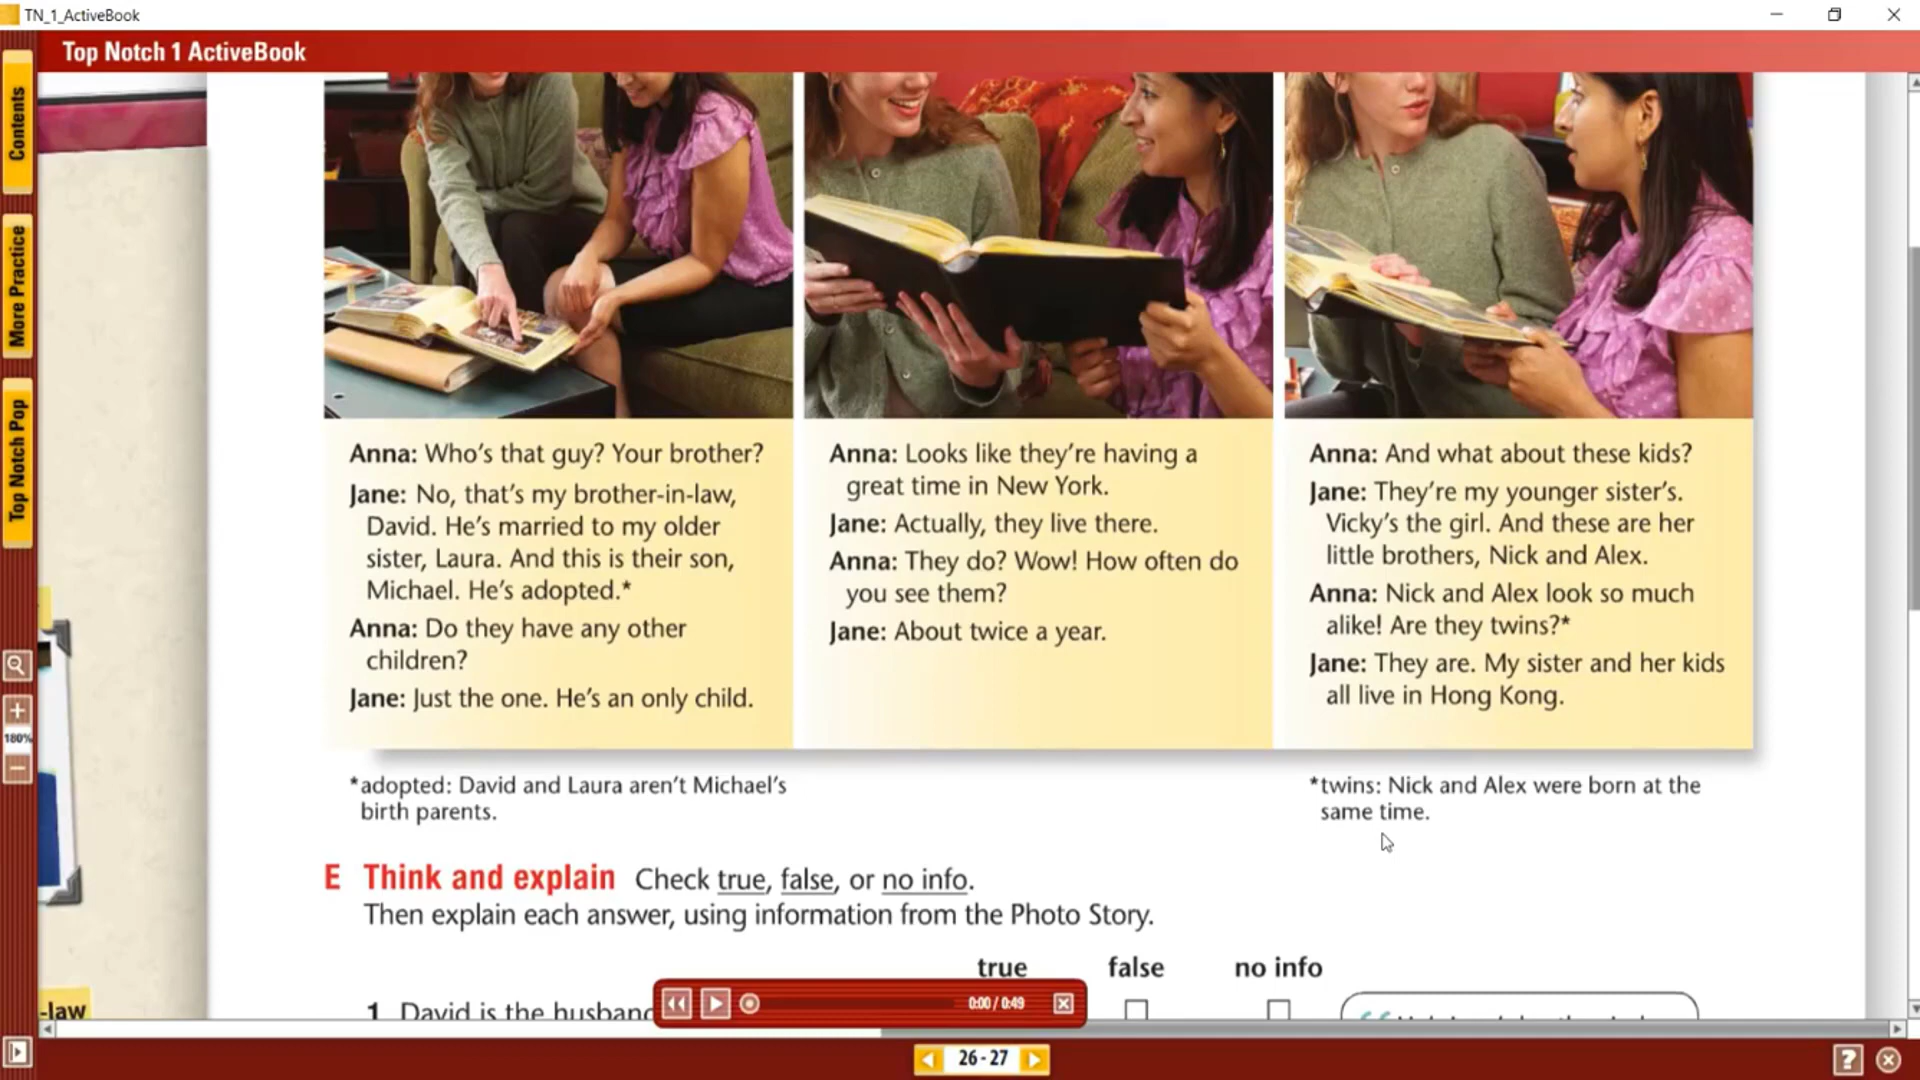 TN_1_ActiveBook
Top Notch 1 ActiveBook
Contents
More Practice
Top Notch Pop
180%
Anna: Who's that guy? Your brother?
Jane: No, that's my brother-in-law,
David. He's married to my older
sister, Laura. And this is their son,
Michael. He's adopted.*
Anna: Do they have any other
children?
Jane: Just the one. He's an only child.
Anna: Looks like they're having a
great time in New York.
Jane: Actually, they live there.
Anna: They do? Wow! How often do
you see them?
Jane: About twice a year.
Anna: And what about these kids?
Jane: They're my younger sister's.
Vicky's the girl. And these are her
little brothers, Nick and Alex.
Anna: Nick and Alex look so much
alike! Are they twins?*
Jane: They are. My sister and her kids
all live in Hong Kong.
*adopted: David and Laura aren't Michael's
birth parents.
*twins: Nick and Alex were born at the
same time.
E Think and explain Check true, false, or no info.
Then explain each answer, using information from the Photo Story.
true false no info
1 David is the husband
-law
0:00 / 0:49
26-27
?